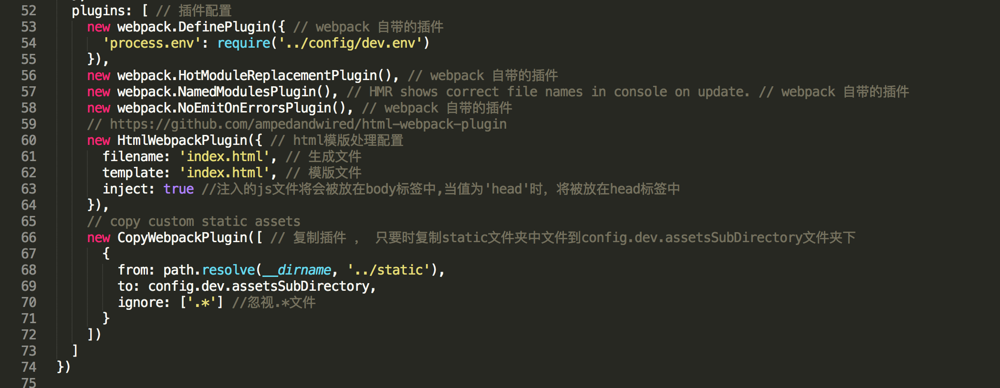 52 plugins: [ // 插件配置
53 new webpack.DefinePlugin({ // webpack 自带的插件
54 'process.env': require('../config/dev.env')
55 }),
56 new webpack.HotModuleReplacementPlugin(), // webpack 自带的插件
57 new webpack.NamedModulesPlugin(), // HMR shows correct file names in console on update. // webpack 自带的插件
58 new webpack.NoEmitOnErrorsPlugin(), // webpack 自带的插件
59 // https://github.com/ampedandwired/html-webpack-plugin
60 new HtmlWebpackPlugin({ // html模版处理配置
61 filename: 'index.html', // 生成文件
62 template: 'index.html', // 模版文件
63 inject: true //注入的js文件将会被放在body标签中,当值为'head'时，将被放在head标签中
64 }),
65 // copy custom static assets
66 new CopyWebpackPlugin([ // 复制插件 ， 只要时复制static文件夹中文件到config.dev.assetsSubDirectory文件夹下
67 {
68 from: path.resolve(__dirname, '../static'),
69 to: config.dev.assetsSubDirectory,
70 ignore: ['.*'] //忽视.*文件
71 }
72 ])
73 ]
74 })
75